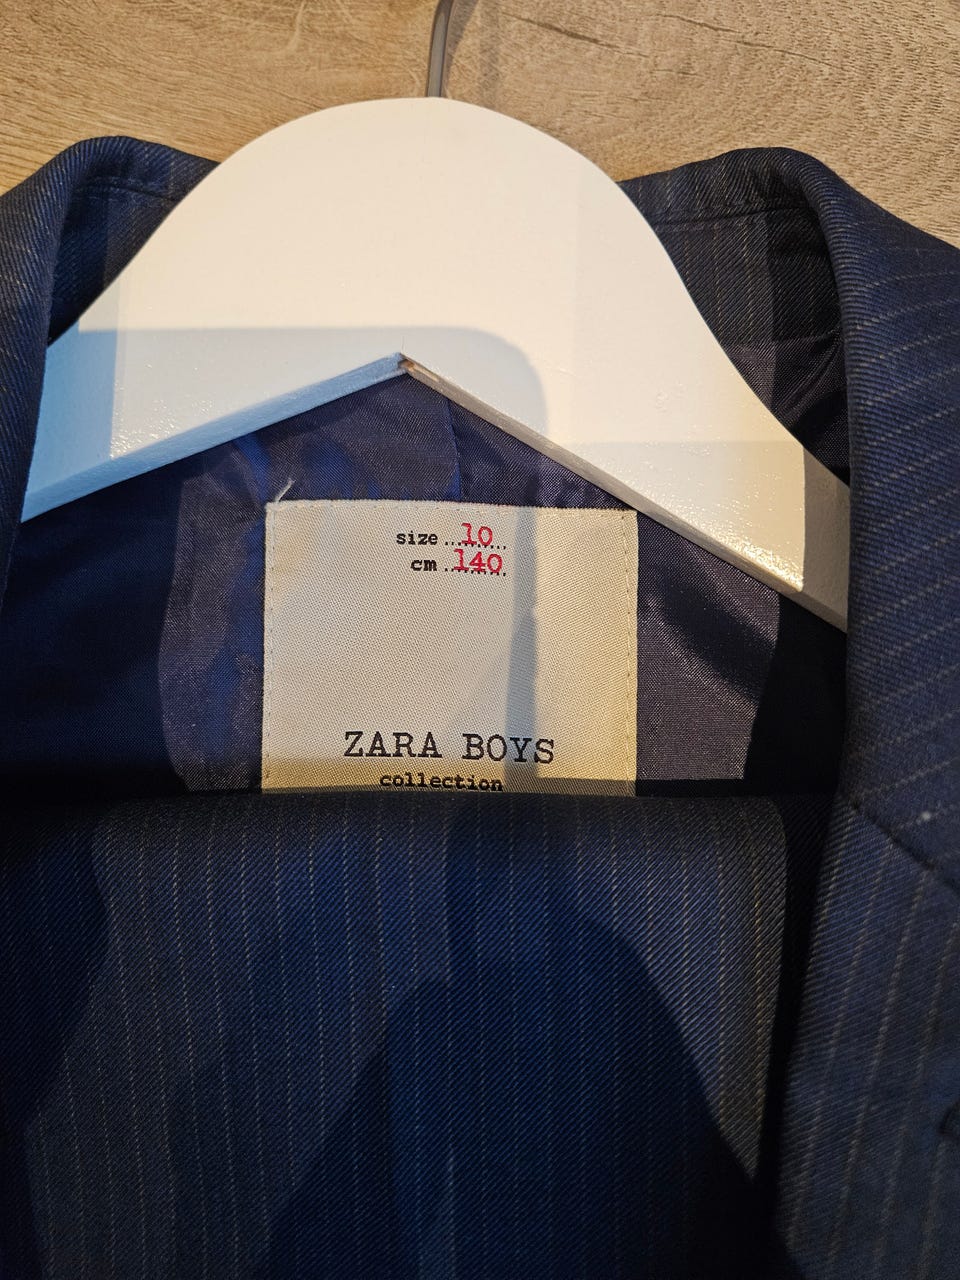 size 10
cm 140
ZARA BOYS
collection